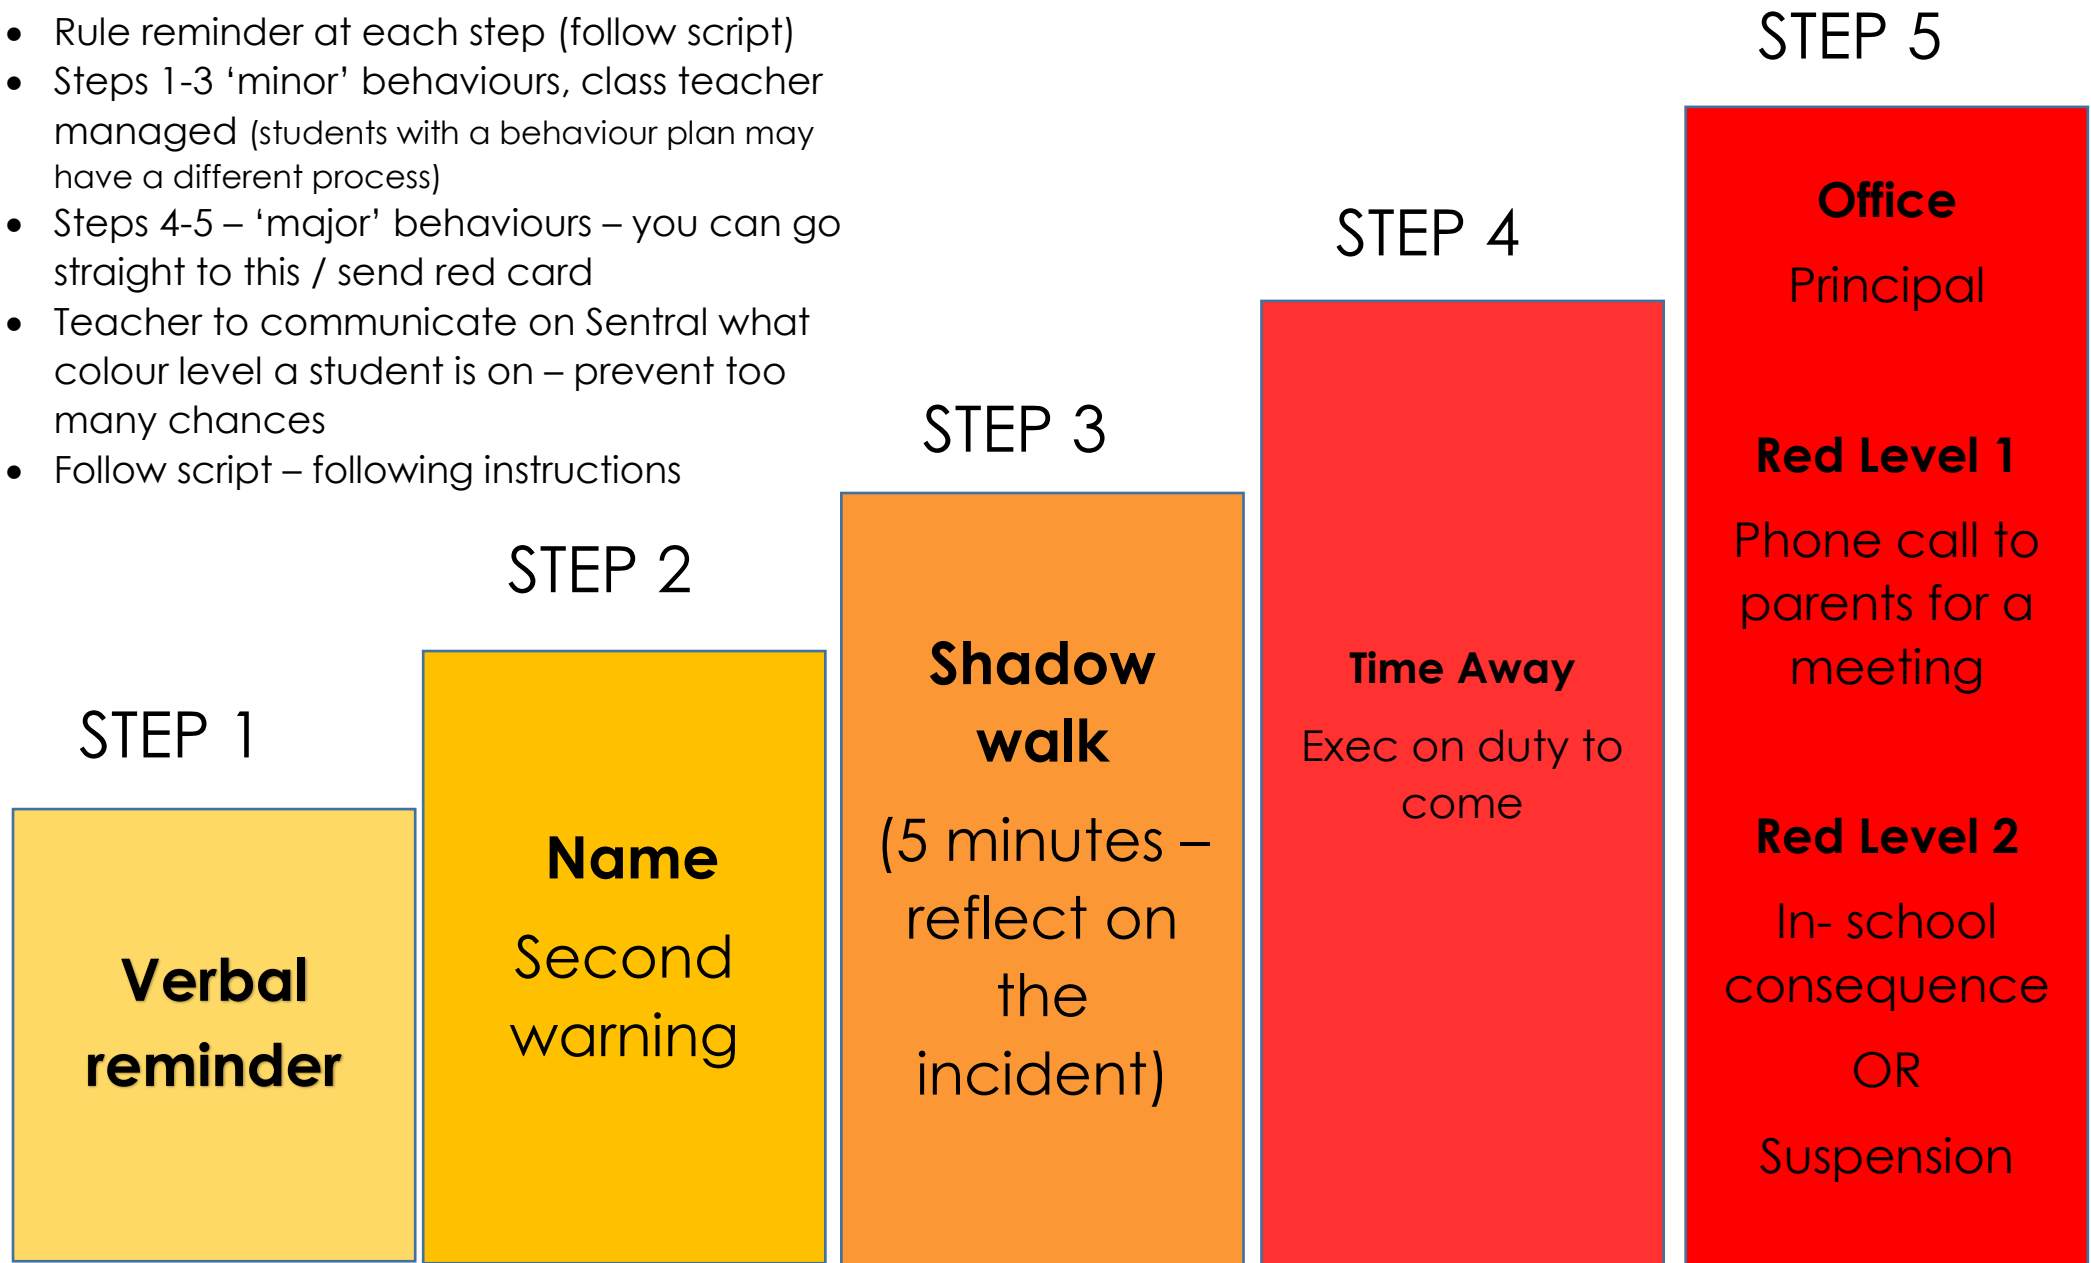 • Rule reminder at each step (follow script)
• Steps 1-3 ‘minor’ behaviours, class teacher
managed (students with a behaviour plan may
have a different process)
• Steps 4-5 – ‘major’ behaviours – you can go
straight to this / send red card
• Teacher to communicate on Sentral what
colour level a student is on – prevent too
many chances
• Follow script – following instructions
STEP 1
Verbal
reminder
STEP 2
Name
Second
warning
STEP 3
Shadow
walk
(5 minutes –
reflect on
the
incident)
STEP 4
Time Away
Exec on duty to
come
STEP 5
Office
Principal
Red Level 1
Phone call to
parents for a
meeting
Red Level 2
In- school
consequence
OR
Suspension